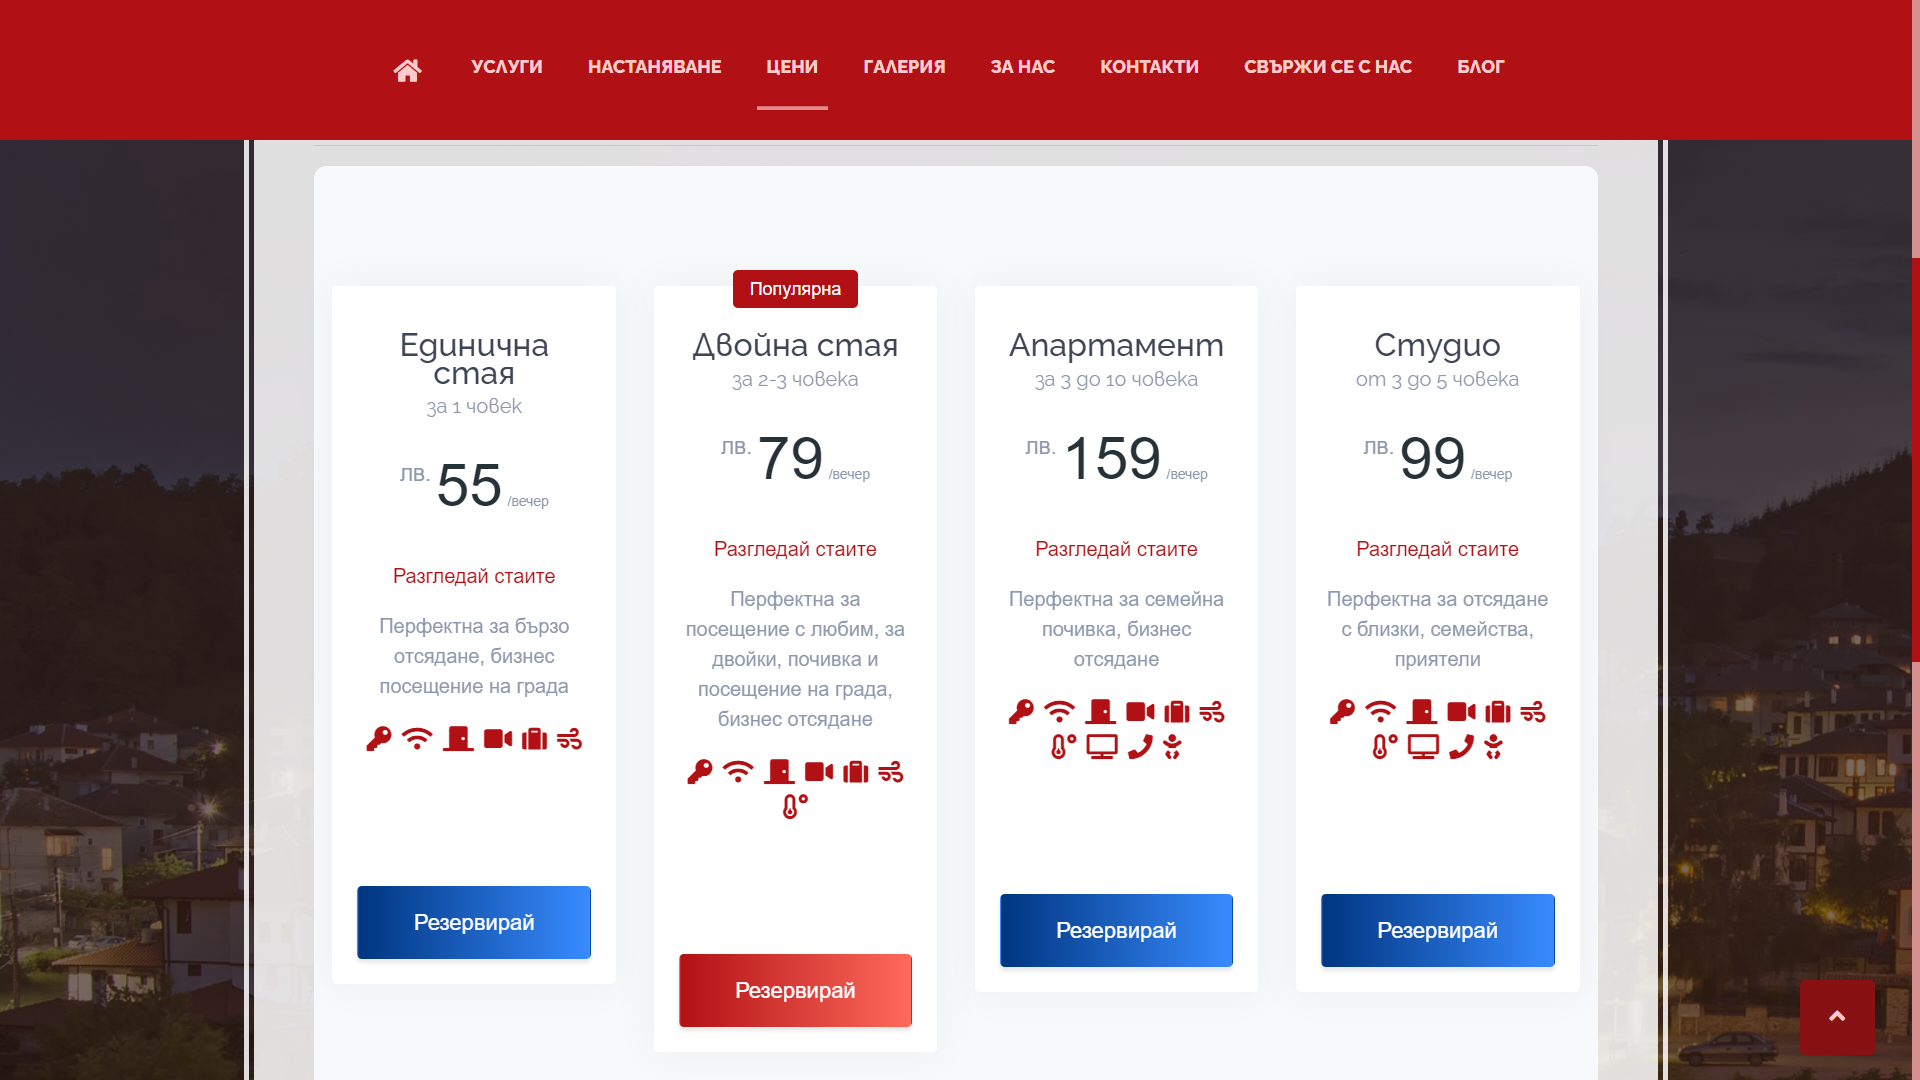 УСЛУГИ НАСТАНЯВАНЕ ЦЕНИ ГАЛЕРИЯ ЗА НАС КОНТАКТИ СВЪРЖИ СЕ С НАС БЛОГ
Единична
стая
за 1 човек
лв. 55 /вечер
Разгледай стаите
Перфектна за бързо
отсядане, бизнес
посещение на града
Резервирай
Популярна
Двойна стая
за 2-3 човека
лв. 79 /вечер
Разгледай стаите
Перфектна за
посещение с любим, за
двойки, почивка и
посещение на града,
бизнес отсядане
Резервирай
Апартамент
за 3 до 10 човека
лв. 159 /вечер
Разгледай стаите
Перфектна за семейна
почивка, бизнес
отсядане
Резервирай
Студио
от 3 до 5 човека
лв. 99 /вечер
Разгледай стаите
Перфектна за отсядане
с близки, семейства,
приятели
Резервирай